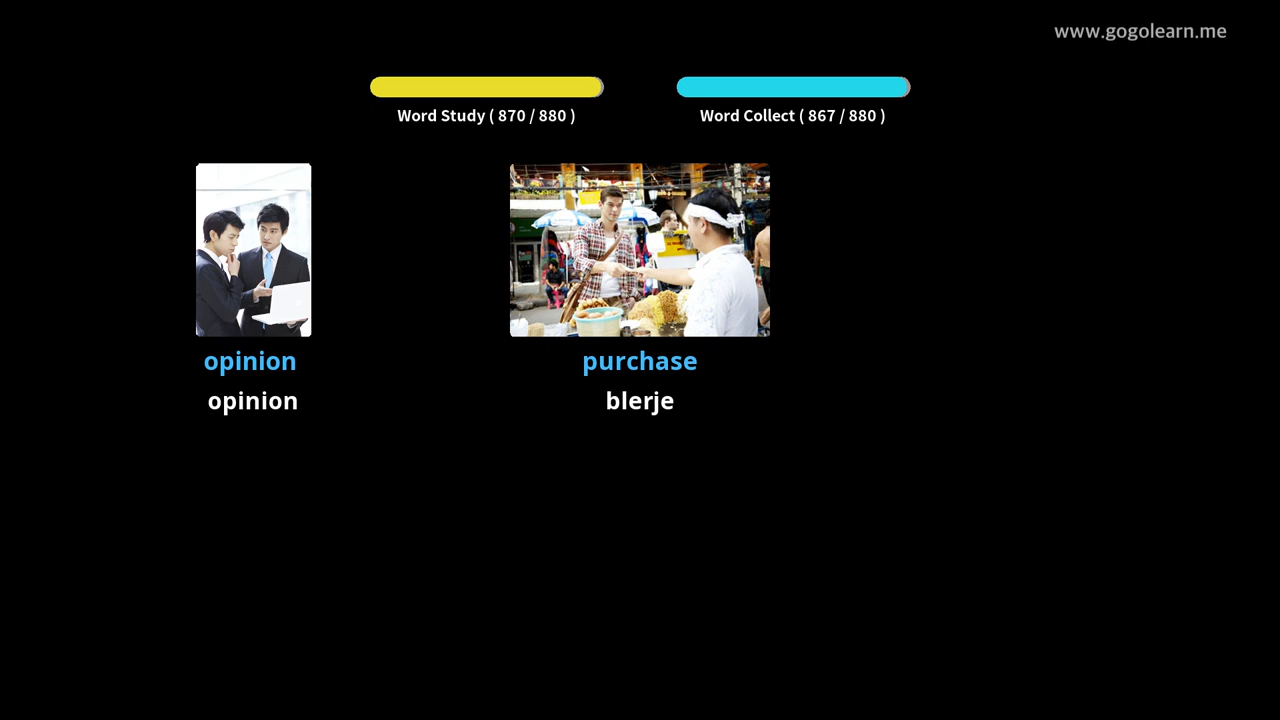 www.gogolearn.me
Word Study ( 870 / 880 )
Word Collect ( 867 / 880 )
opinion
opinion
purchase
blerje